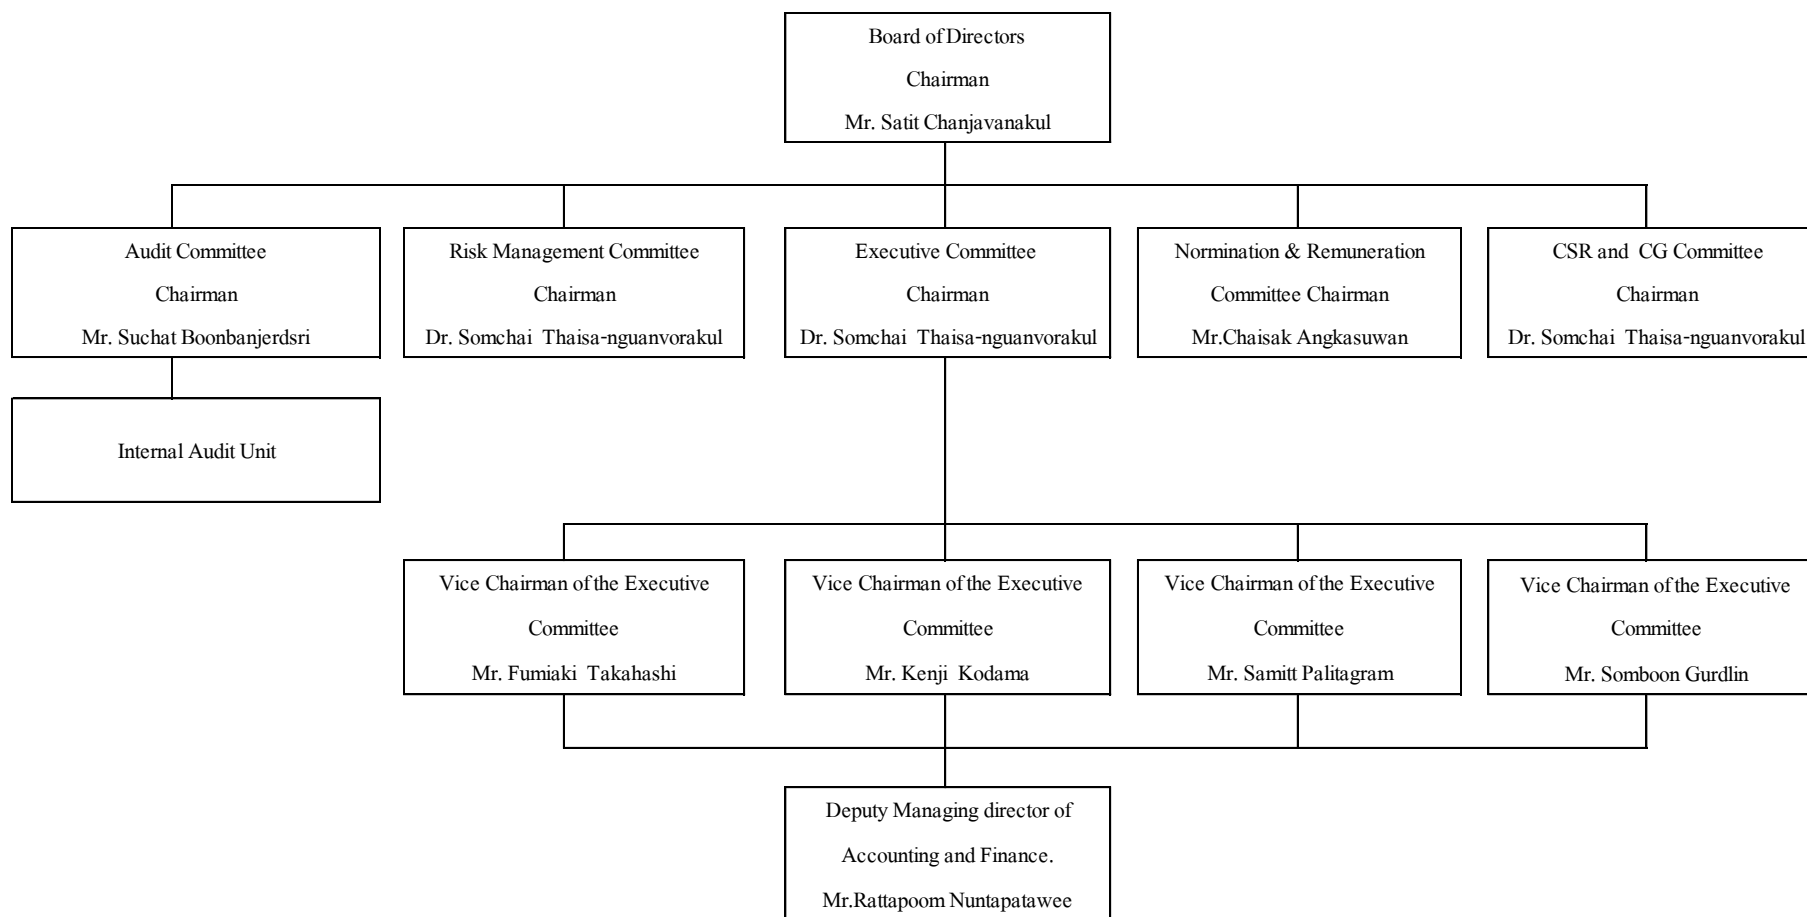 Board of Directors
Chairman
Mr. Satit Chanjavanakul
Audit Committee
Chairman
Mr. Suchat Boonbanjerdsri
Risk Management Committee
Chairman
Dr. Somchai Thaisa-nguanvorakul
Executive Committee
Chairman
Dr. Somchai Thaisa-nguanvorakul
Normination & Remuneration
Committee Chairman
Mr.Chaisak Angkasuwan
CSR and CG Committee
Chairman
Dr. Somchai Thaisa-nguanvorakul
Internal Audit Unit
Vice Chairman of the Executive
Committee
Mr. Fumiaki Takahashi
Vice Chairman of the Executive
Committee
Mr. Kenji Kodama
Vice Chairman of the Executive
Committee
Mr. Samitt Palitagram
Vice Chairman of the Executive
Committee
Mr. Somboon Gurdlin
Deputy Managing director of
Accounting and Finance.
Mr.Rattapoom Nuntapatawee